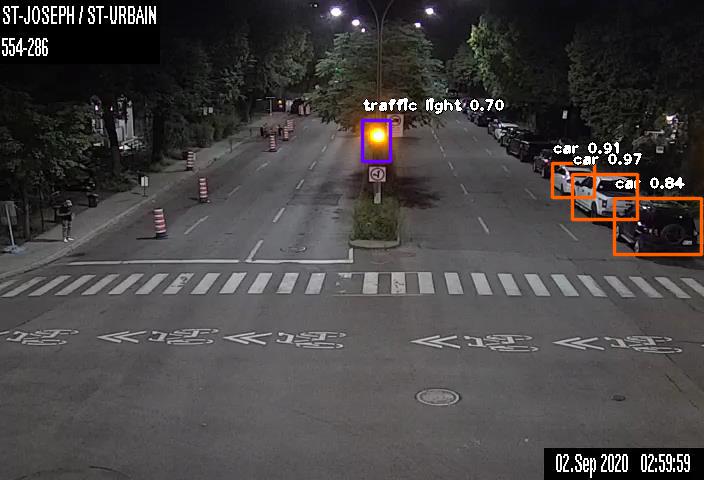 ST-JOSEPH / ST-URBAIN
554-286
traffic light 0.70
car 0.91
car 0.97
car 0.84
02.Sep 2020 02:59:59